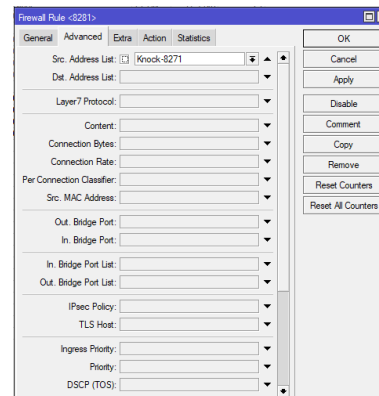 Firewall Rule <8281>
General Advanced Extra Action Statistics
Src. Address List: Knock-8271
Dst. Address List:
Layer7 Protocol:
Content:
Connection Bytes:
Connection Rate:
Per Connection Classifier:
Src. MAC Address:
Out. Bridge Port:
In. Bridge Port:
In. Bridge Port List:
Out. Bridge Port List:
IPsec Policy:
TLS Host:
Ingress Priority:
Priority:
DSCP (TOS):
OK
Cancel
Apply
Disable
Comment
Copy
Remove
Reset Counters
Reset All Counters